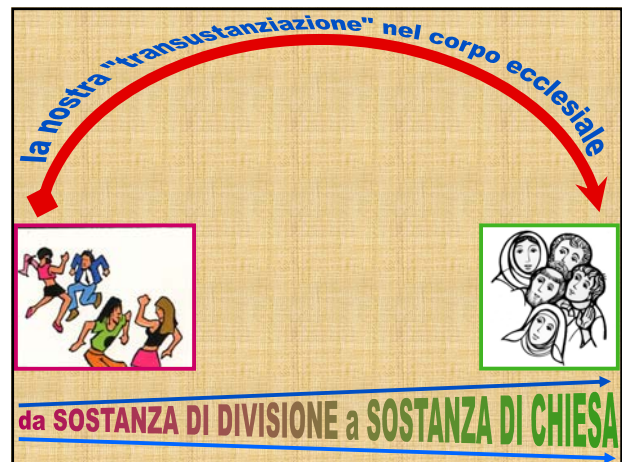 la nostra "transustanziazione" nel corpo ecclesiale
da SOSTANZA DI DIVISIONE a SOSTANZA DI CHIESA